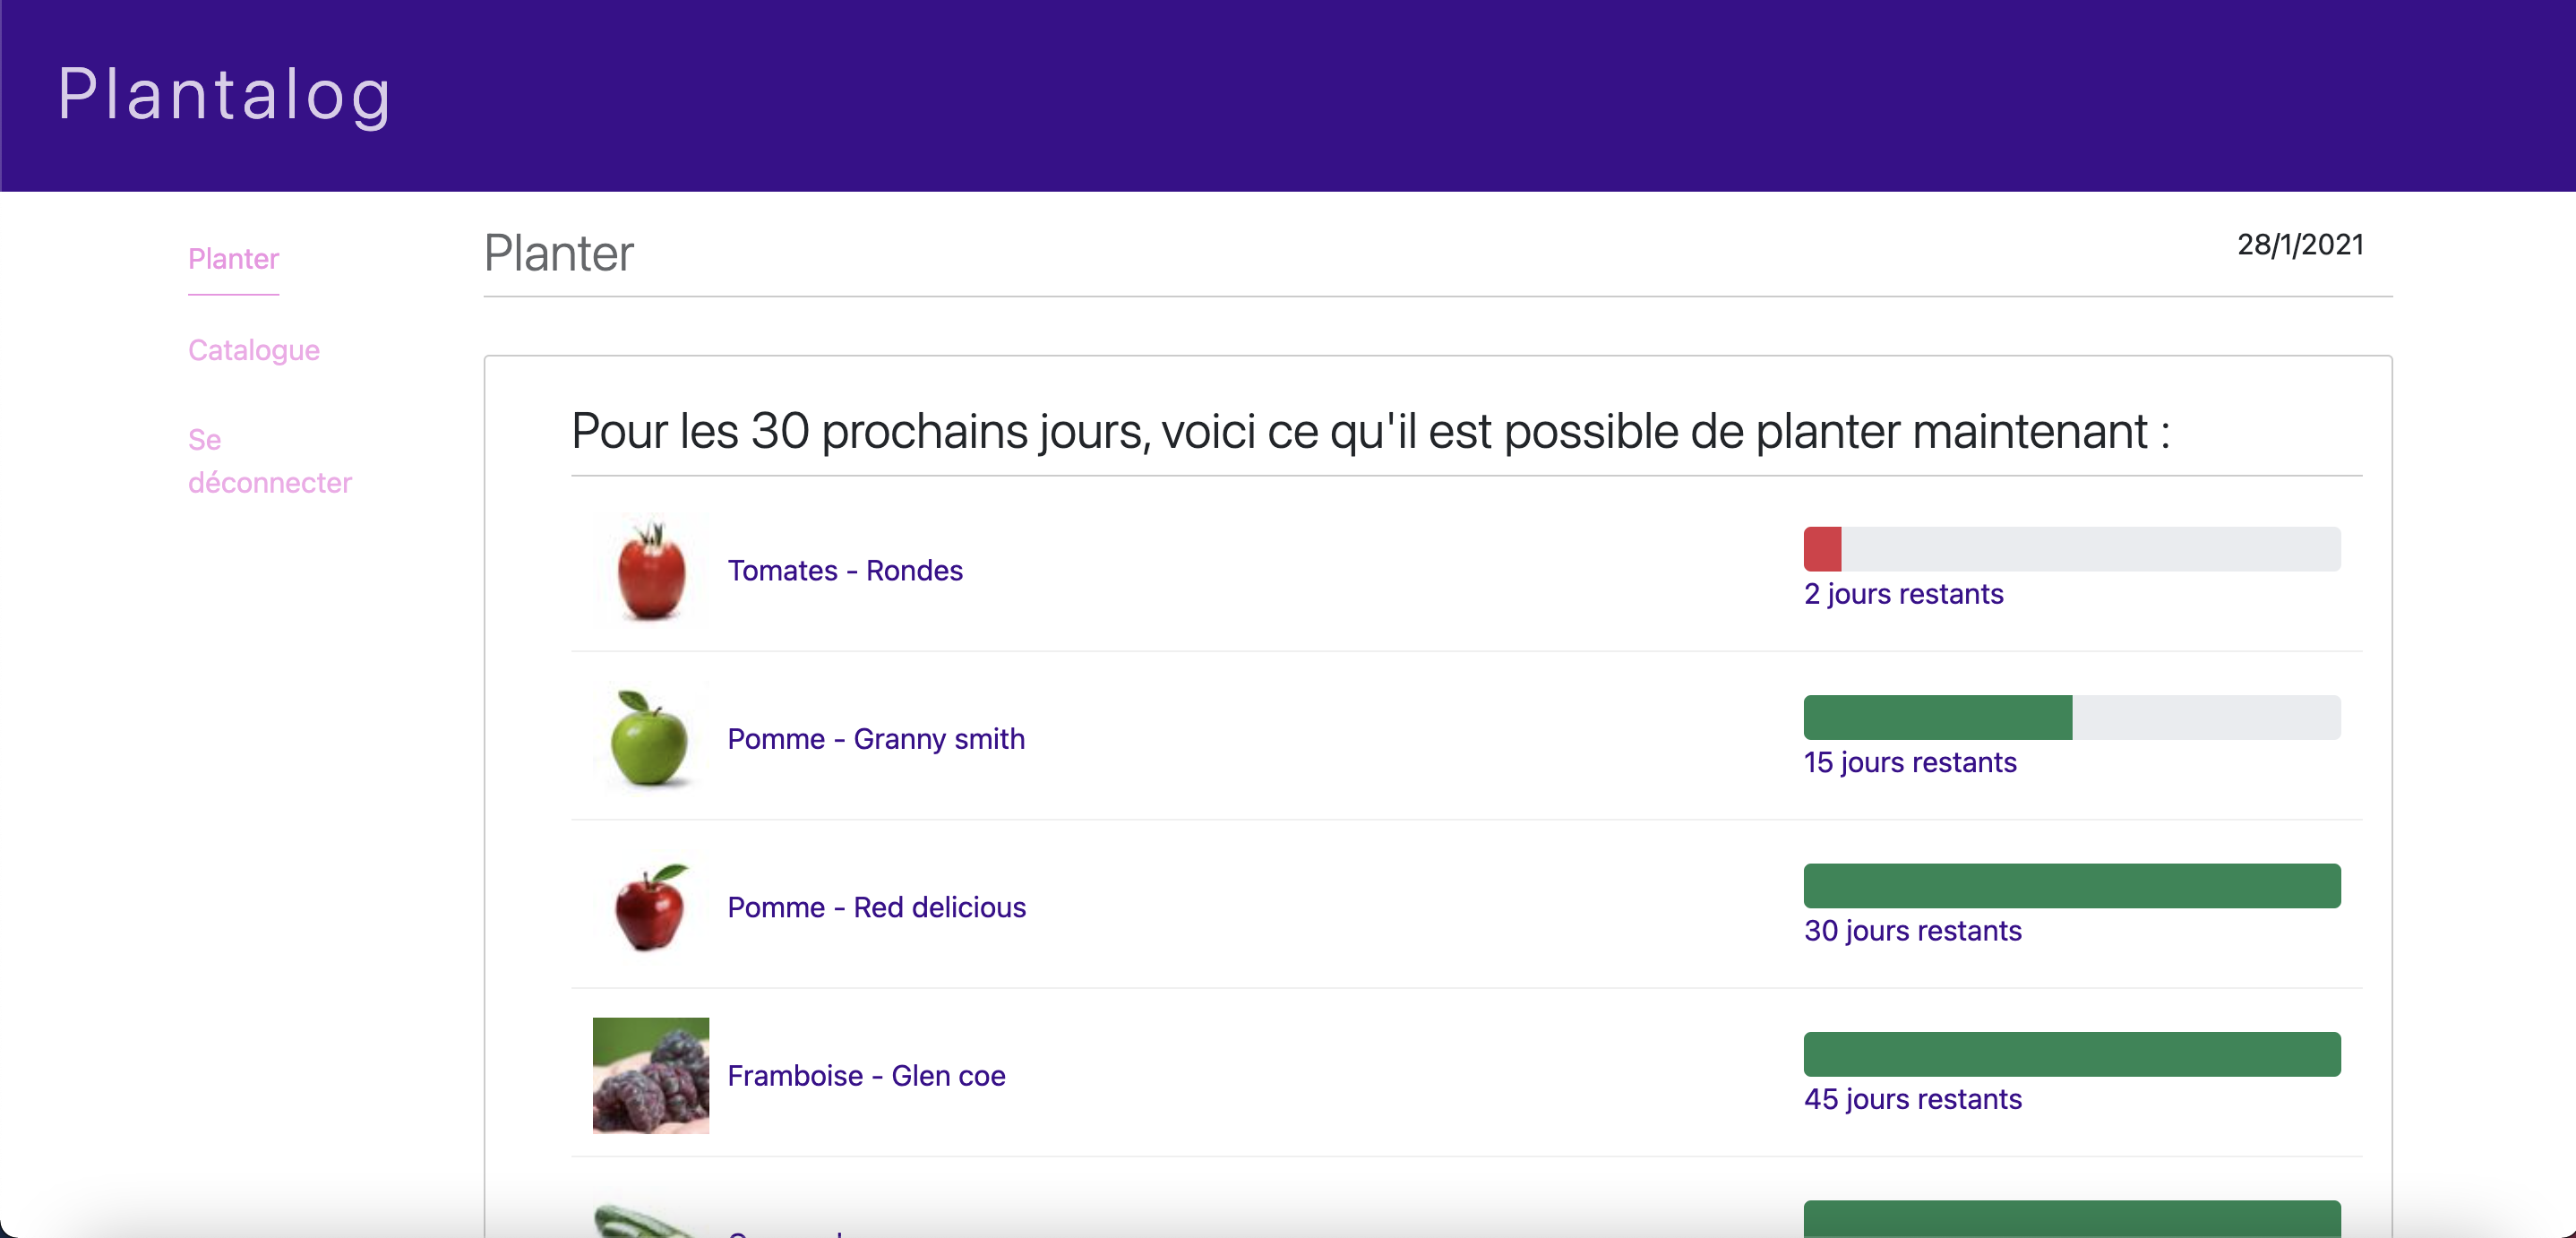 Plantalog
Planter
Catalogue
Se
déconnecter
Planter
28/1/2021
Pour les 30 prochains jours, voici ce qu'il est possible de planter maintenant :
Tomates - Rondes
2 jours restants
Pomme - Granny smith
15 jours restants
Pomme - Red delicious
30 jours restants
Framboise - Glen coe
45 jours restants